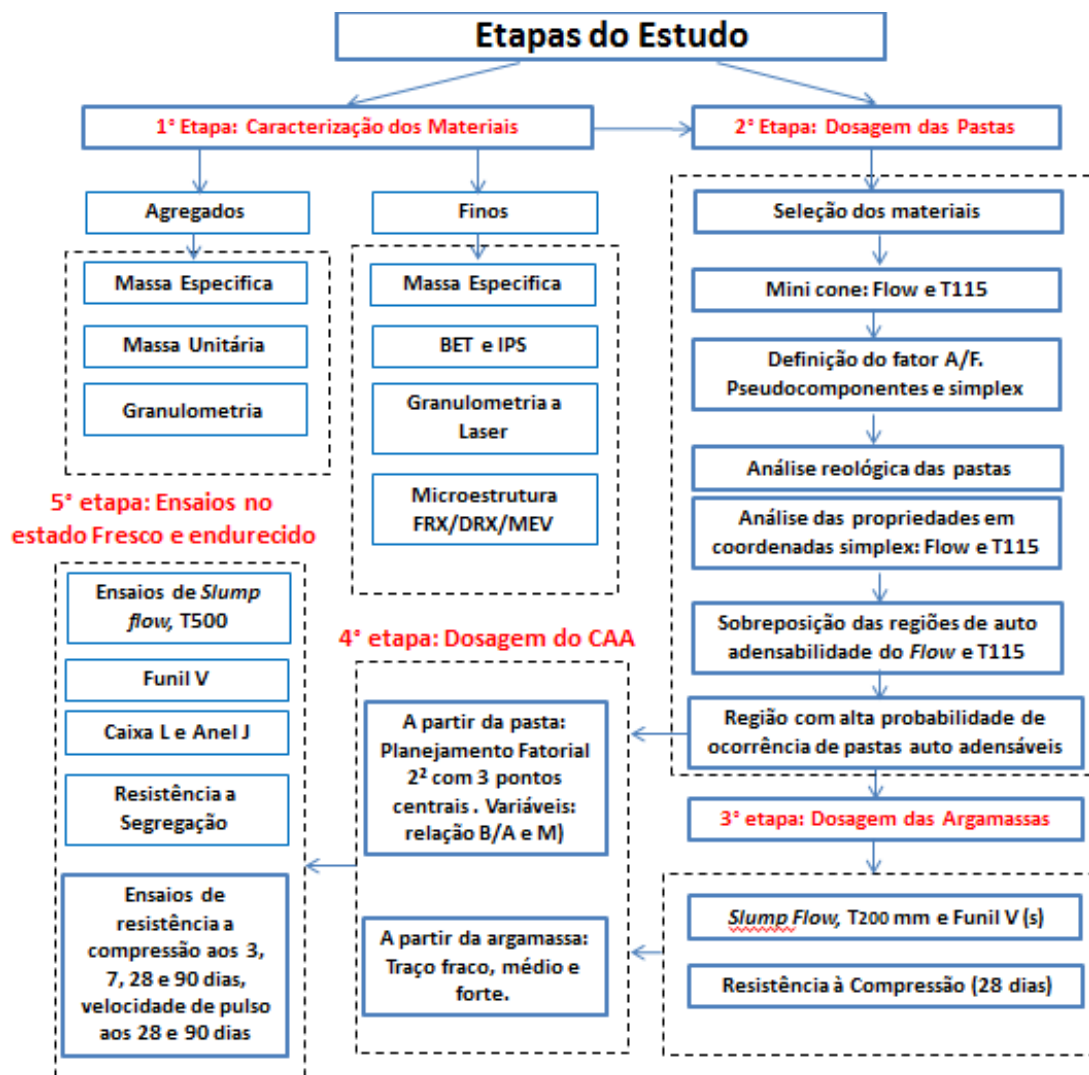 Etapas do Estudo
1° Etapa: Caracterização dos Materiais
2° Etapa: Dosagem das Pastas
Agregados
Massa Especifica
Massa Unitária
Granulometria
Finos
Massa Especifica
BET e IPS
Granulometria a
Laser
Microestrutura
FRX/DRX/MEV
Seleção dos materiais
Mini cone: Flow e T115
Definição do fator A/F.
Pseudocomponentes e simplex
Análise reológica das pastas
Análise das propriedades em
coordenadas simplex: Flow e T115
Sobreposição das regiões de auto
adensabilidade do Flow e T115
Região com alta probabilidade de
ocorrência de pastas auto adensáveis
3° etapa: Dosagem das Argamassas
Slump Flow, T200 mm e Funil V (s)
Resistência à Compressão (28 dias)
4° etapa: Dosagem do CAA
A partir da pasta:
Planejamento Fatorial
2² com 3 pontos
centrais . Variáveis:
relação B/A e M)
A partir da argamassa:
Traço fraco, médio e
forte.
5° etapa: Ensaios no
estado Fresco e endurecido
Ensaios de Slump
flow, T500
Funil V
Caixa L e Anel J
Resistência a
Segregação
Ensaios de
resistência a
compressão aos 3,
7, 28 e 90 dias,
velocidade de pulso
aos 28 e 90 dias